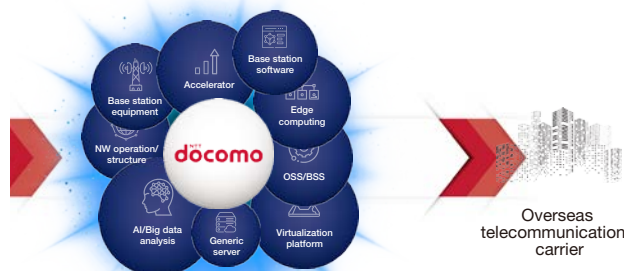 Base station
software
Accelerator
Base station
equipment
Edge
computing
NW operation/
structure
NTT
döcomo
OSS/BSS
AI/Big data
analysis
Generic
server
Virtualization
platform
Overseas
telecommunication
carrier